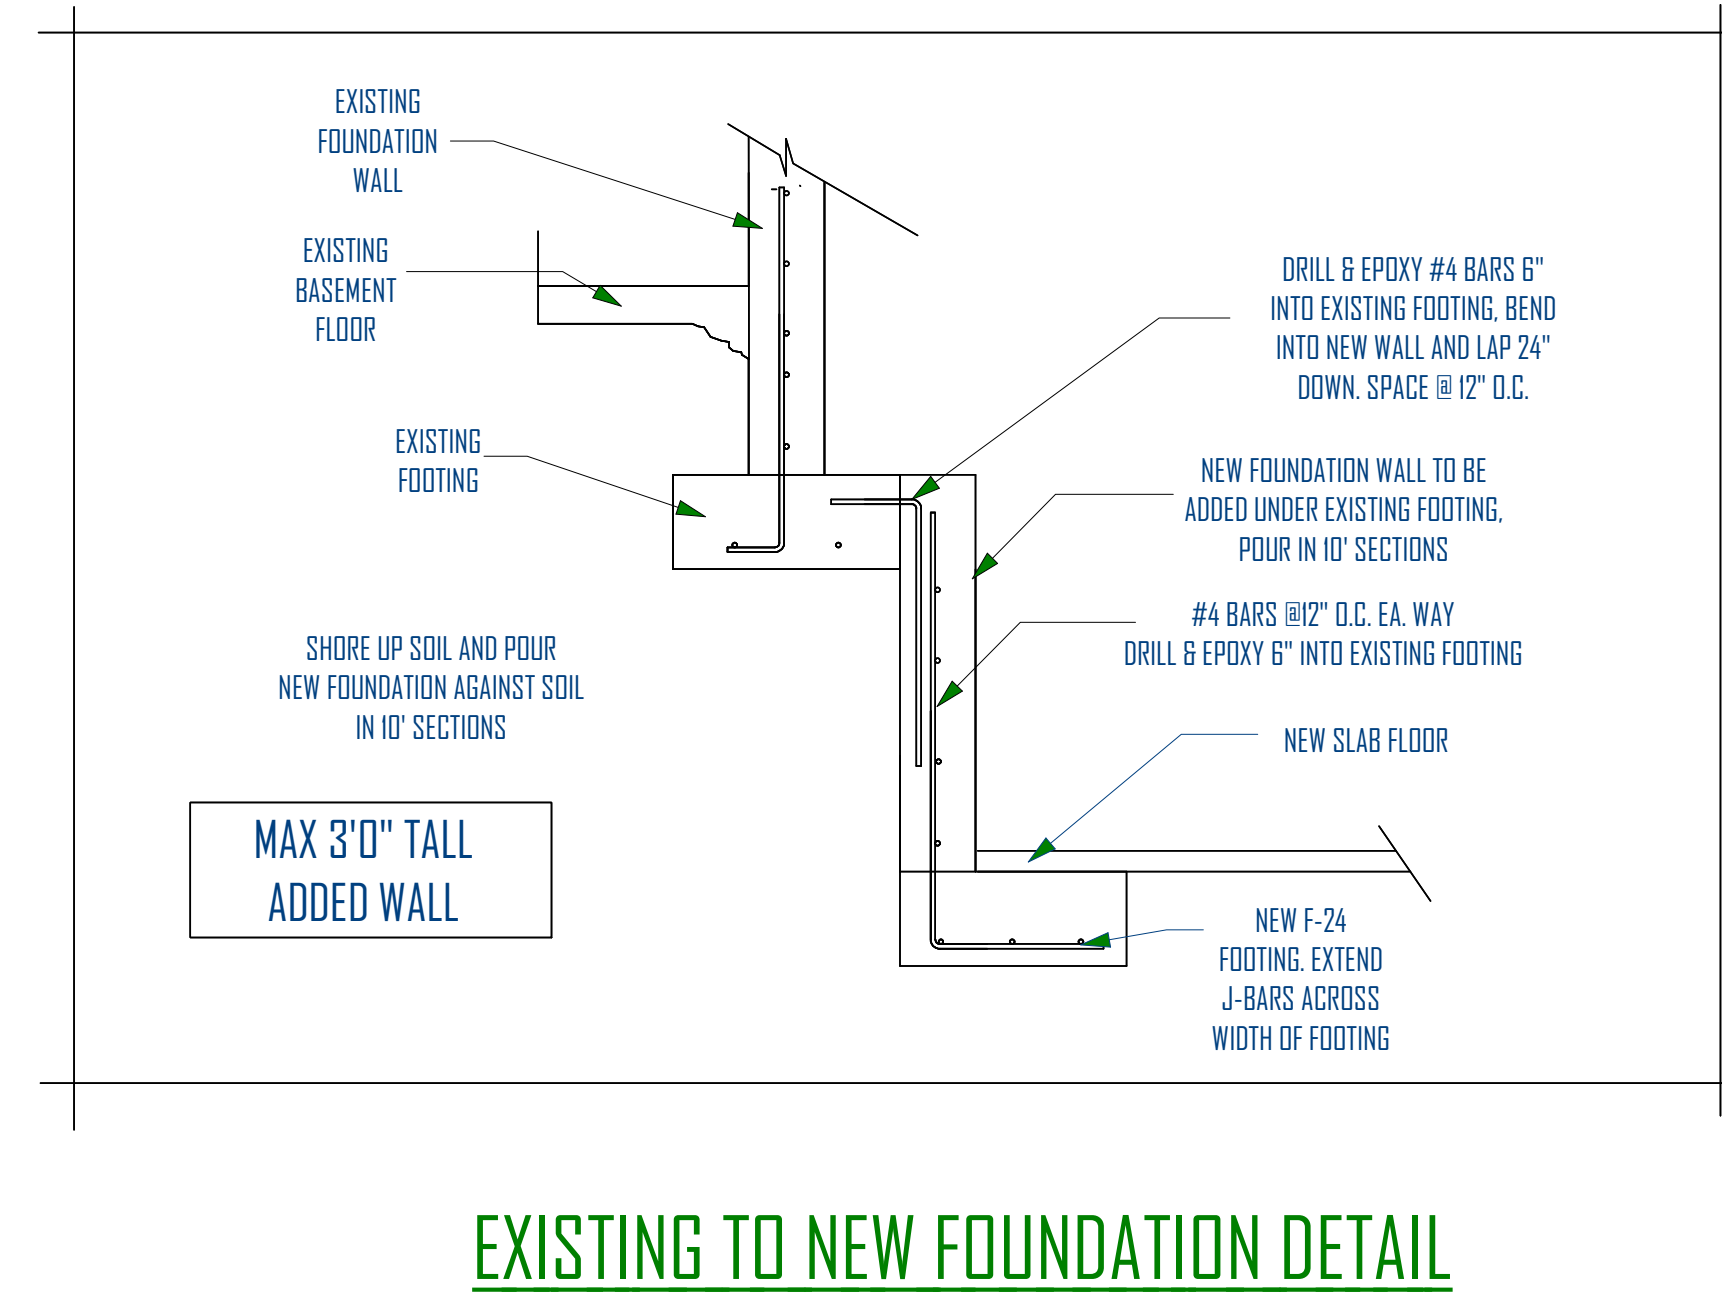 EXISTING
FOUNDATION
WALL
EXISTING
BASEMENT
FLOOR
EXISTING
FOOTING
SHORE UP SOIL AND POUR
NEW FOUNDATION AGAINST SOIL
IN 10' SECTIONS
MAX 3'0" TALL
ADDED WALL
DRILL & EPOXY #4 BARS 6"
INTO EXISTING FOOTING, BEND
INTO NEW WALL AND LAP 24"
DOWN. SPACE @ 12" O.C.
NEW FOUNDATION WALL TO BE
ADDED UNDER EXISTING FOOTING,
POUR IN 10' SECTIONS
#4 BARS @12" O.C. EA. WAY
DRILL & EPOXY 6" INTO EXISTING FOOTING
NEW SLAB FLOOR
NEW F-24
FOOTING. EXTEND
J-BARS ACROSS
WIDTH OF FOOTING
EXISTING TO NEW FOUNDATION DETAIL